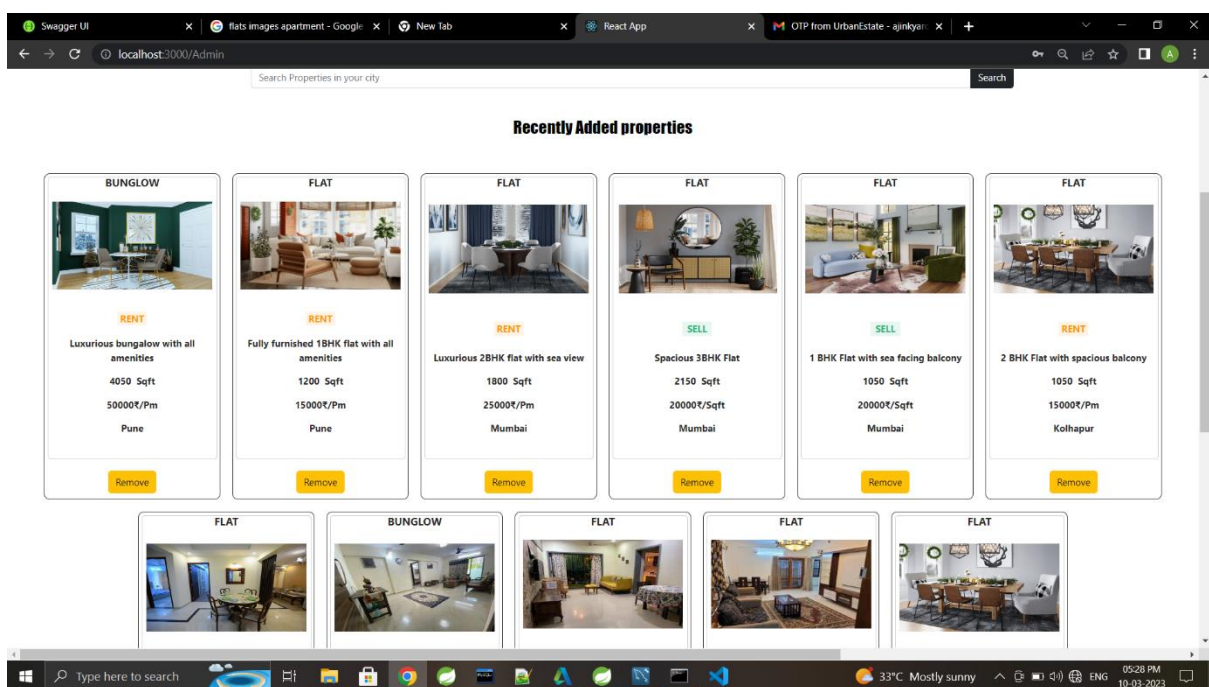 Swagger UI
flats images apartment - Google
New Tab
React App
OTP from UrbanEstate - ajinkyar
localhost:3000/Admin
A
Search Properties in your city
Search
Recently Added properties
BUNGLOW
RENT
Luxurious bungalow with all
amenities
4050 Sqft
50000₹/Pm
Pune
Remove
FLAT
RENT
Fully furnished 1BHK flat with all
amenities
1200 Sqft
15000₹/Pm
Pune
Remove
FLAT
RENT
Luxurious 2BHK flat with sea view
1800 Sqft
25000₹/Pm
Mumbai
Remove
FLAT
SELL
Spacious 3BHK Flat
2150 Sqft
20000₹/Sqft
Mumbai
Remove
FLAT
SELL
1 BHK Flat with sea facing balcony
1050 Sqft
20000₹/Sqft
Mumbai
Remove
FLAT
RENT
2 BHK Flat with spacious balcony
1050 Sqft
15000₹/Pm
Kolhapur
Remove
FLAT
BUNGLOW
FLAT
FLAT
FLAT
Type here to search
33°C Mostly sunny
ENG
05:28 PM
10-03-2023